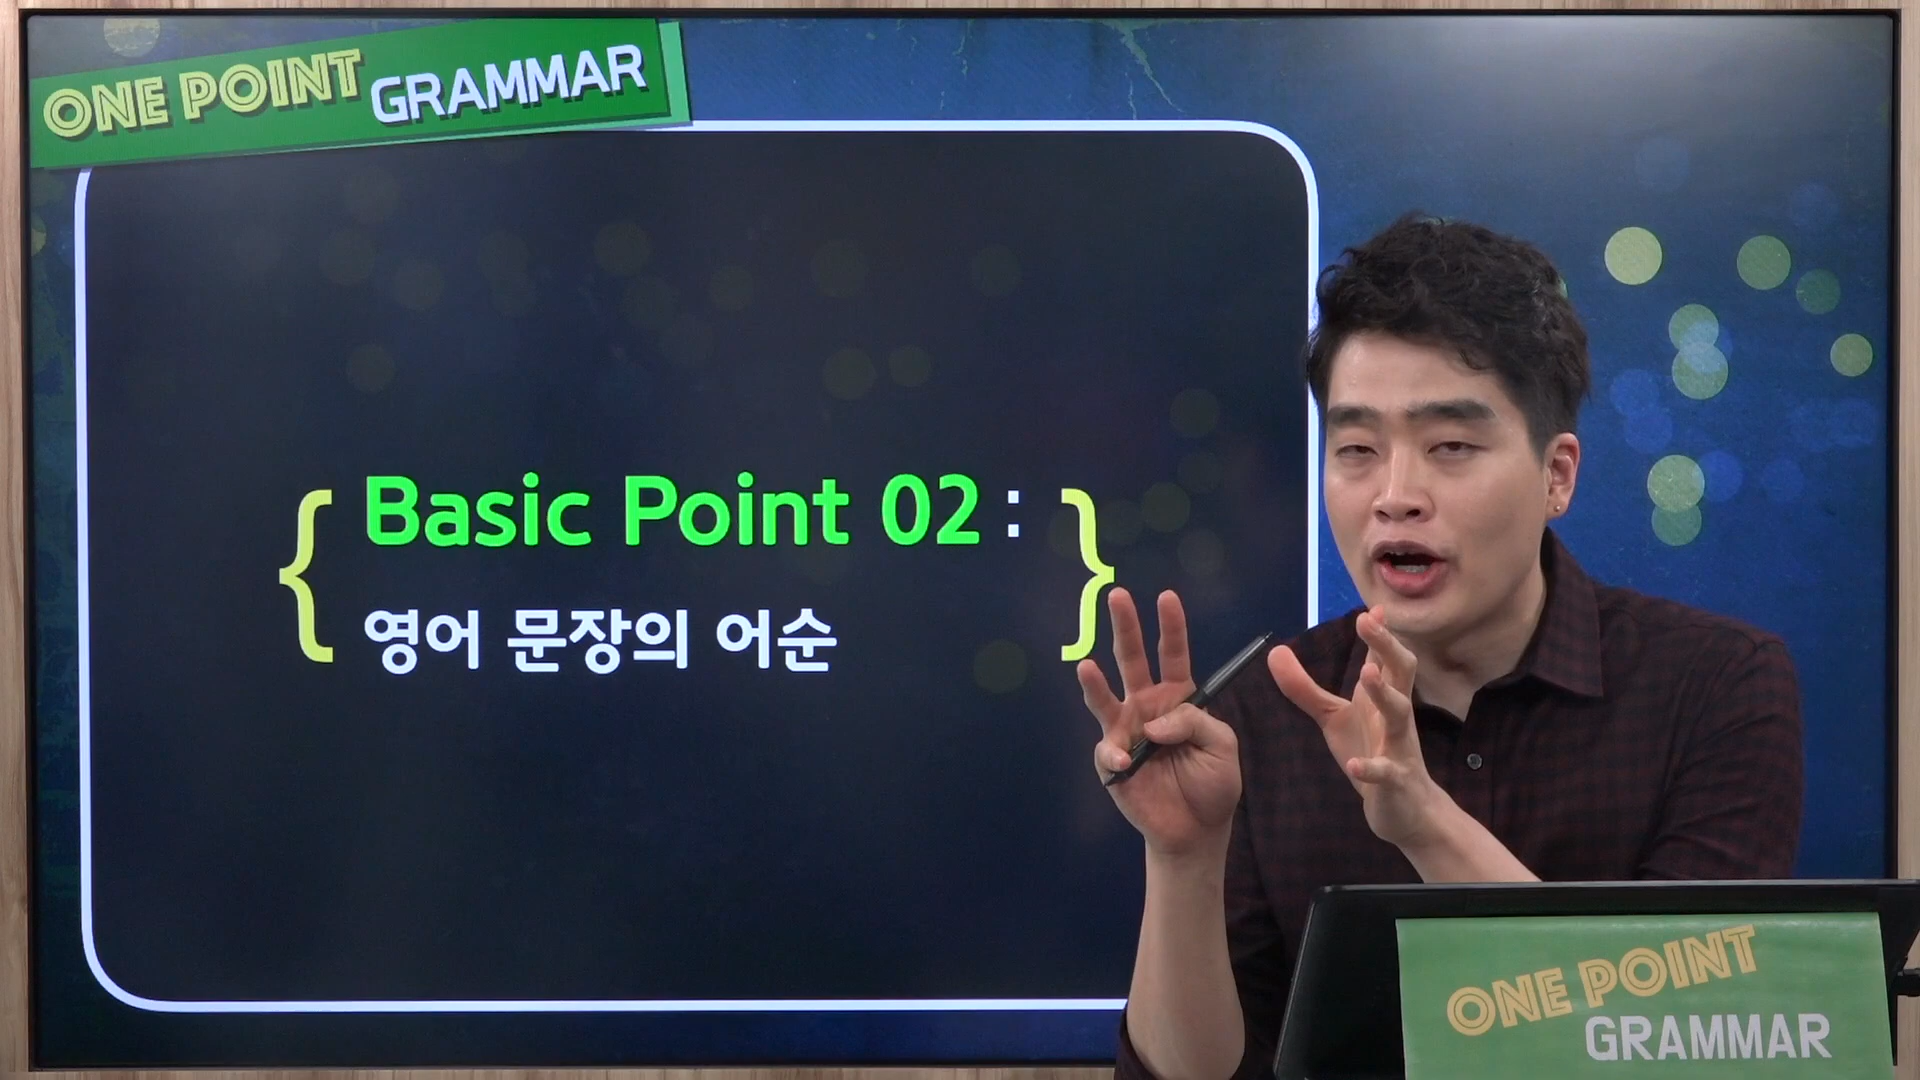 ONE POINT GRAMMAR
{ Basic Point 02 : }
영어 문장의 어순
ONE POINT
GRAMMAR